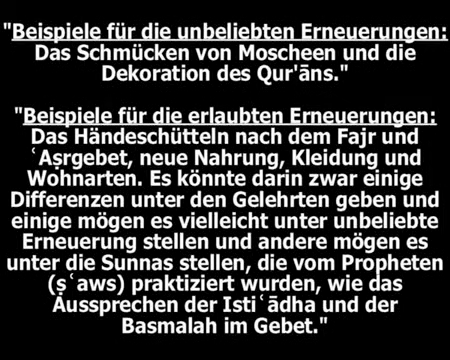 "Beispiele für die unbeliebten Erneuerungen:
Das Schmücken von Moscheen und die
Dekoration des Qur'āns."
"Beispiele für die erlaubten Erneuerungen:
Das Händeschütteln nach dem Fajr und
ʿAṣrgebet, neue Nahrung, Kleidung und
Wohnarten. Es könnte darin zwar einige
Differenzen unter den Gelehrten geben und
einige mögen es vielleicht unter unbeliebte
Erneuerung stellen und andere mögen es
unter die Sunnas stellen, die vom Propheten
(sʿaws) praktiziert wurden, wie das
Aussprechen der Istiʿādha und der
Basmalah im Gebet."